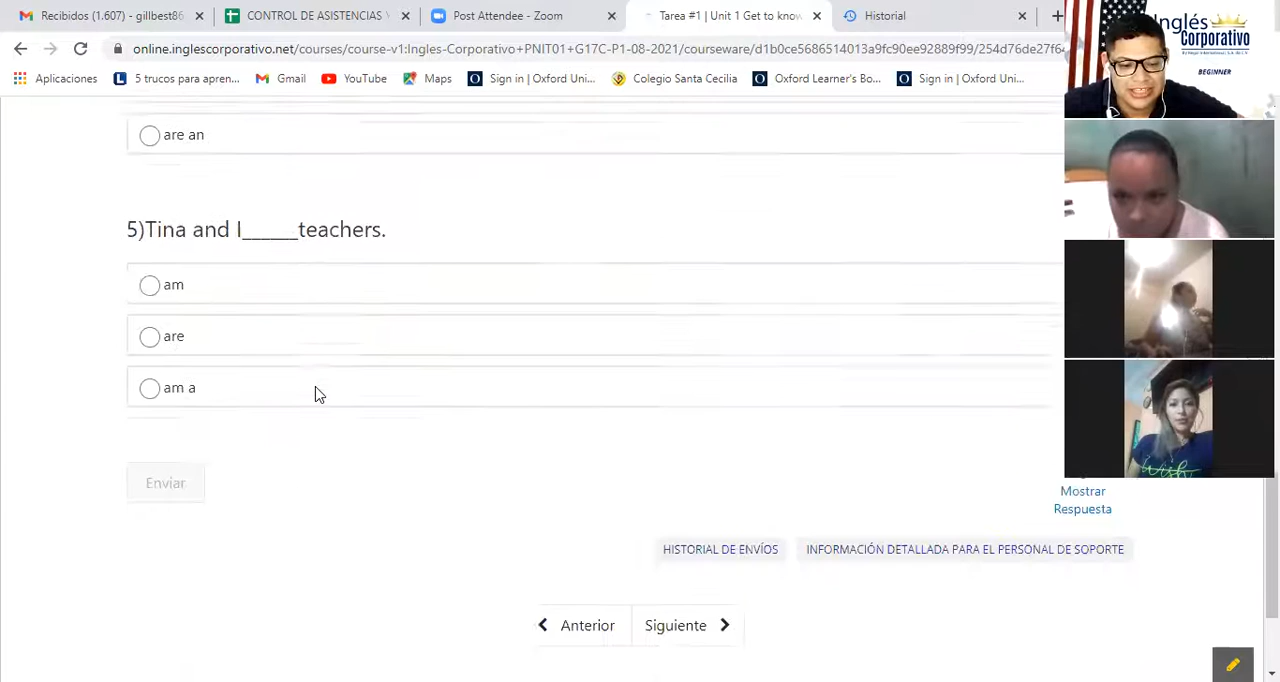 Recibidos (1.607) - gillbest86
CONTROL DE ASISTENCIAS
Post Attendee - Zoom
Tarea #1 | Unit 1 Get to know
Historial
online.inglescorporativo.net/courses/course-v1:Ingles-Corporativo+PNIT01+G17C-P1-08-2021/courseware/d1b0ce5686514013a9fc90ee92889f99/254d76de27f64
Aplicaciones
5 trucos para apren...
Gmail
YouTube
Maps
Sign in | Oxford Uni...
Colegio Santa Cecilia
Oxford Learner's Bo...
Sign in | Oxford Uni...
Inglés
Corporativo
BEGINNER
are an
5)Tina and I______teachers.
am
are
am a
Enviar
Mostrar
Respuesta
HISTORIAL DE ENVÍOS
INFORMACIÓN DETALLADA PARA EL PERSONAL DE SOPORTE
Anterior
Siguiente